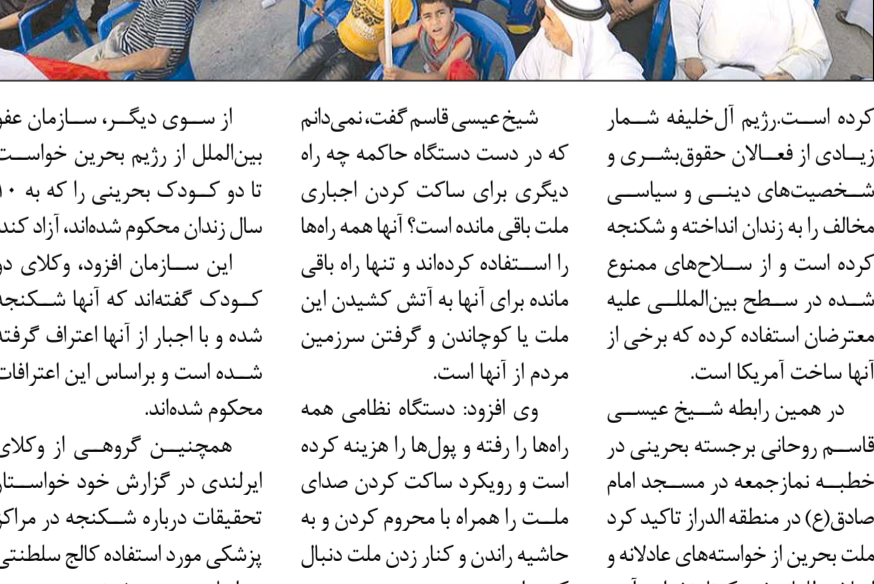 کرده است.رژیم آل‌خلیفه شمار
زیادی از فعالان حقوق‌بشری و
شخصیت‌های دینی و سیاسی
مخالف را به زندان انداخته و شکنجه
کرده است و از سلاح‌های ممنوع
شده در سطح بین‌المللی علیه
معترضان استفاده کرده که برخی از
آنها ساخت آمریکا است.
در همین رابطه شیخ عیسی
قاسم روحانی برجسته بحرینی در
خطبه نمازجمعه در مسجد امام
صادق(ع) در منطقه الدراز تاکید کرد
ملت بحرین از خواسته‌های عادلانه و
شیخ عیسی قاسم گفت، نمی‌دانم
که در دست دستگاه حاکمه چه راه
دیگری برای ساکت کردن اجباری
ملت باقی مانده است؟ آنها همه راه‌ها
را استفاده کرده‌اند و تنها راه باقی
مانده برای آنها به آتش کشیدن این
ملت یا کوچاندن و گرفتن سرزمین
مردم از آنها است.
وی افزود: دستگاه نظامی همه
راه‌ها را رفته و پول‌ها را هزینه کرده
است و رویکرد ساکت کردن صدای
ملت را همراه با محروم کردن و به
حاشیه راندن و کنار زدن ملت دنبال
از سوی دیگر، سازمان عفو
بین‌الملل از رژیم بحرین خواست
تا دو کودک بحرینی را که به ۱۰
سال زندان محکوم شده‌اند، آزاد کند.
این سازمان افزود، وکلای دو
کودک گفته‌اند که آنها شکنجه
شده و با اجبار از آنها اعتراف گرفته
شده است و براساس این اعترافات
محکوم شده‌اند.
همچنین گروهی از وکلای
ایرلندی در گزارش خود خواستار
تحقیقات درباره شکنجه در مراکز
پزشکی مورد استفاده کالج سلطنتی